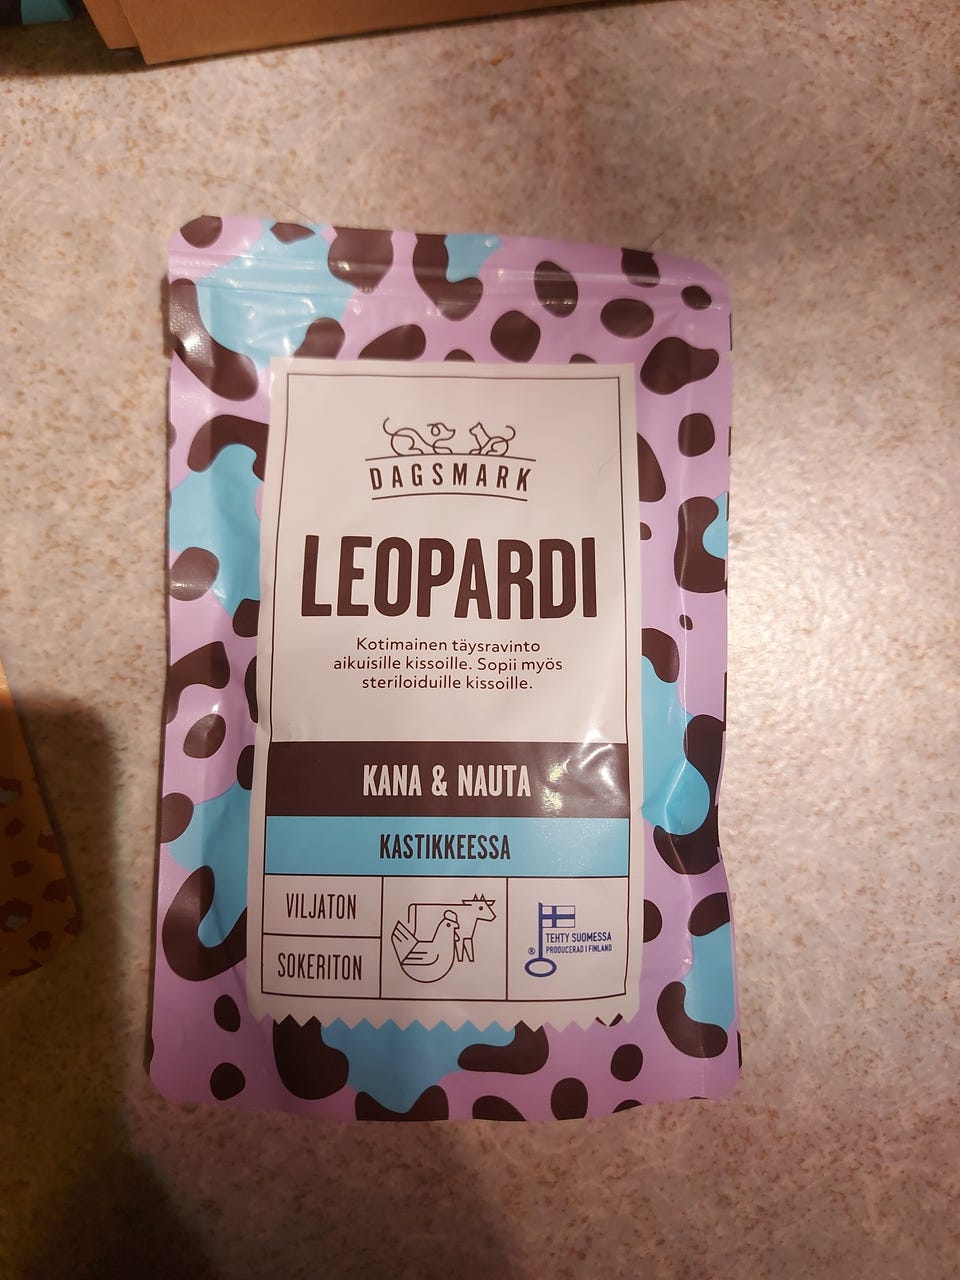 DAGSMARK
LEOPARDI
Kotimainen täysravinto
aikuisille kissoille. Sopii myös
steriloiduille kissoille.
KANA & NAUTA
KASTIKKEESSA
VILJATON
SOKERITON
®
TEHTY SUOMESSA
PRODUCERAD I FINLAND